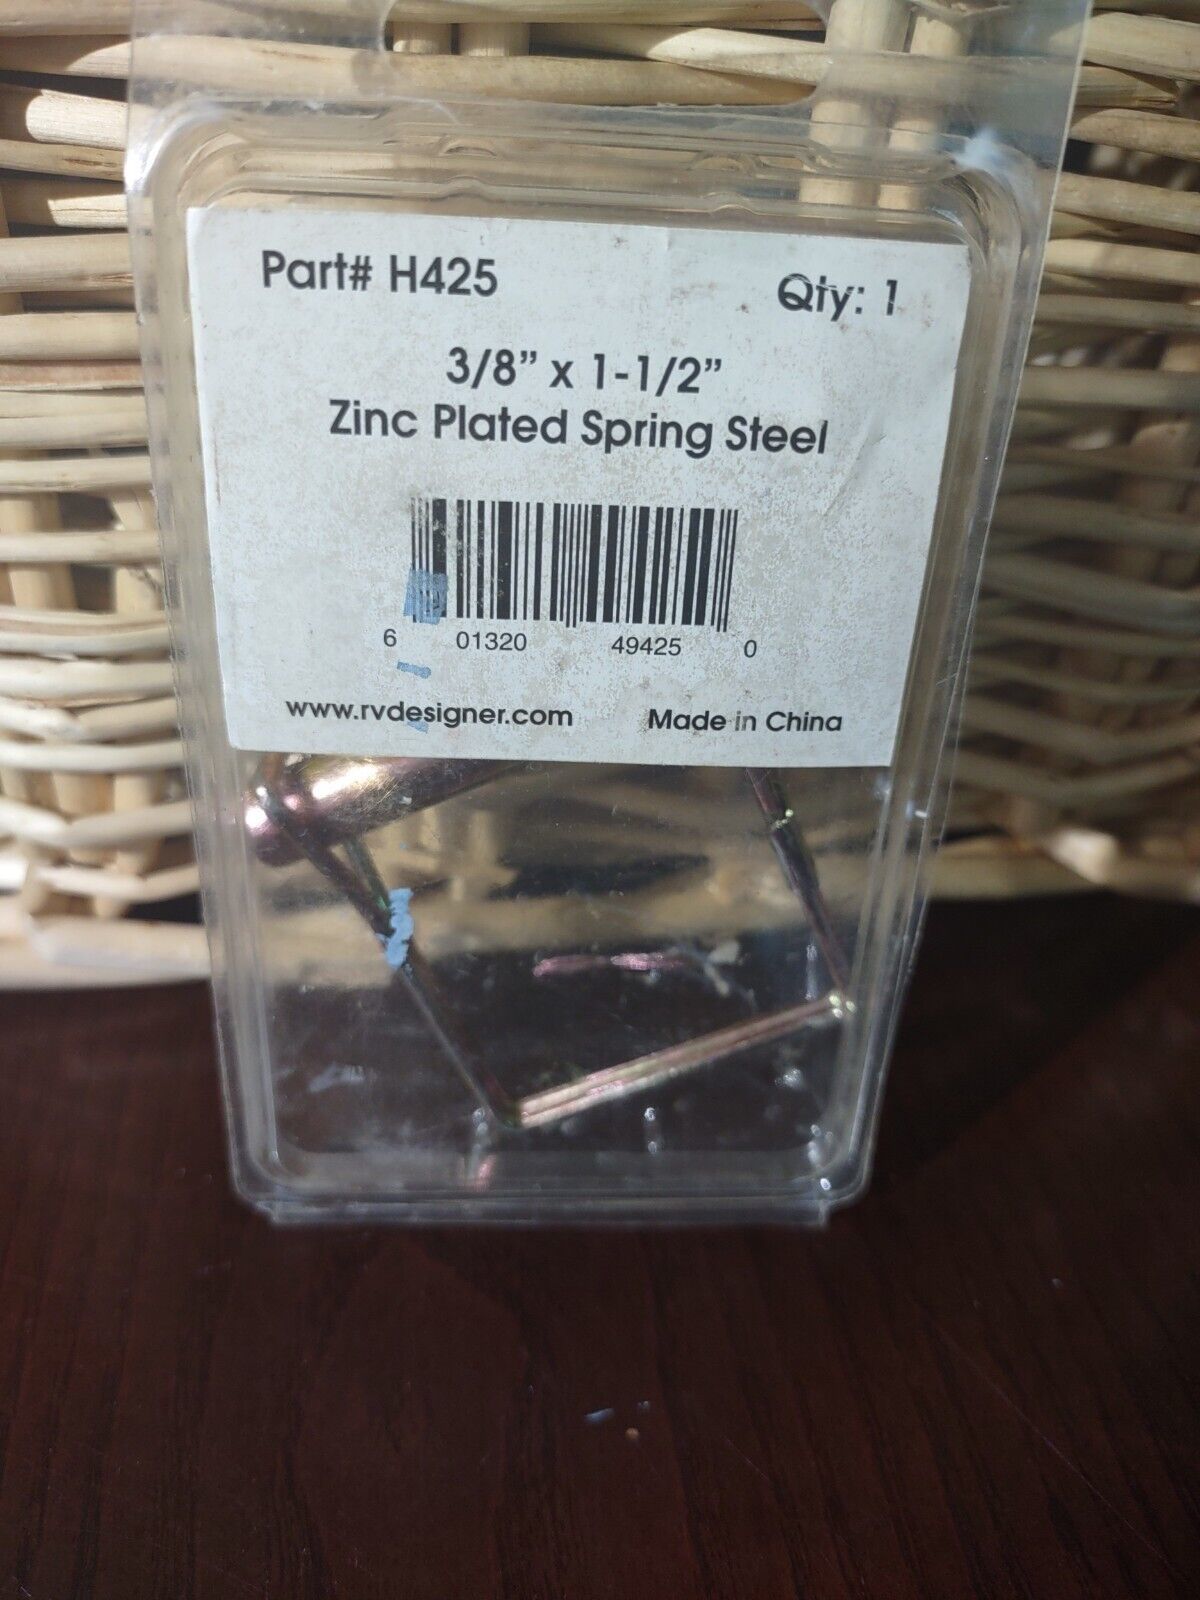 Part# H425 Qty: 1
3/8” x 1-1/2”
Zinc Plated Spring Steel
6 01320 49425 0
www.rvdesigner.com Made in China